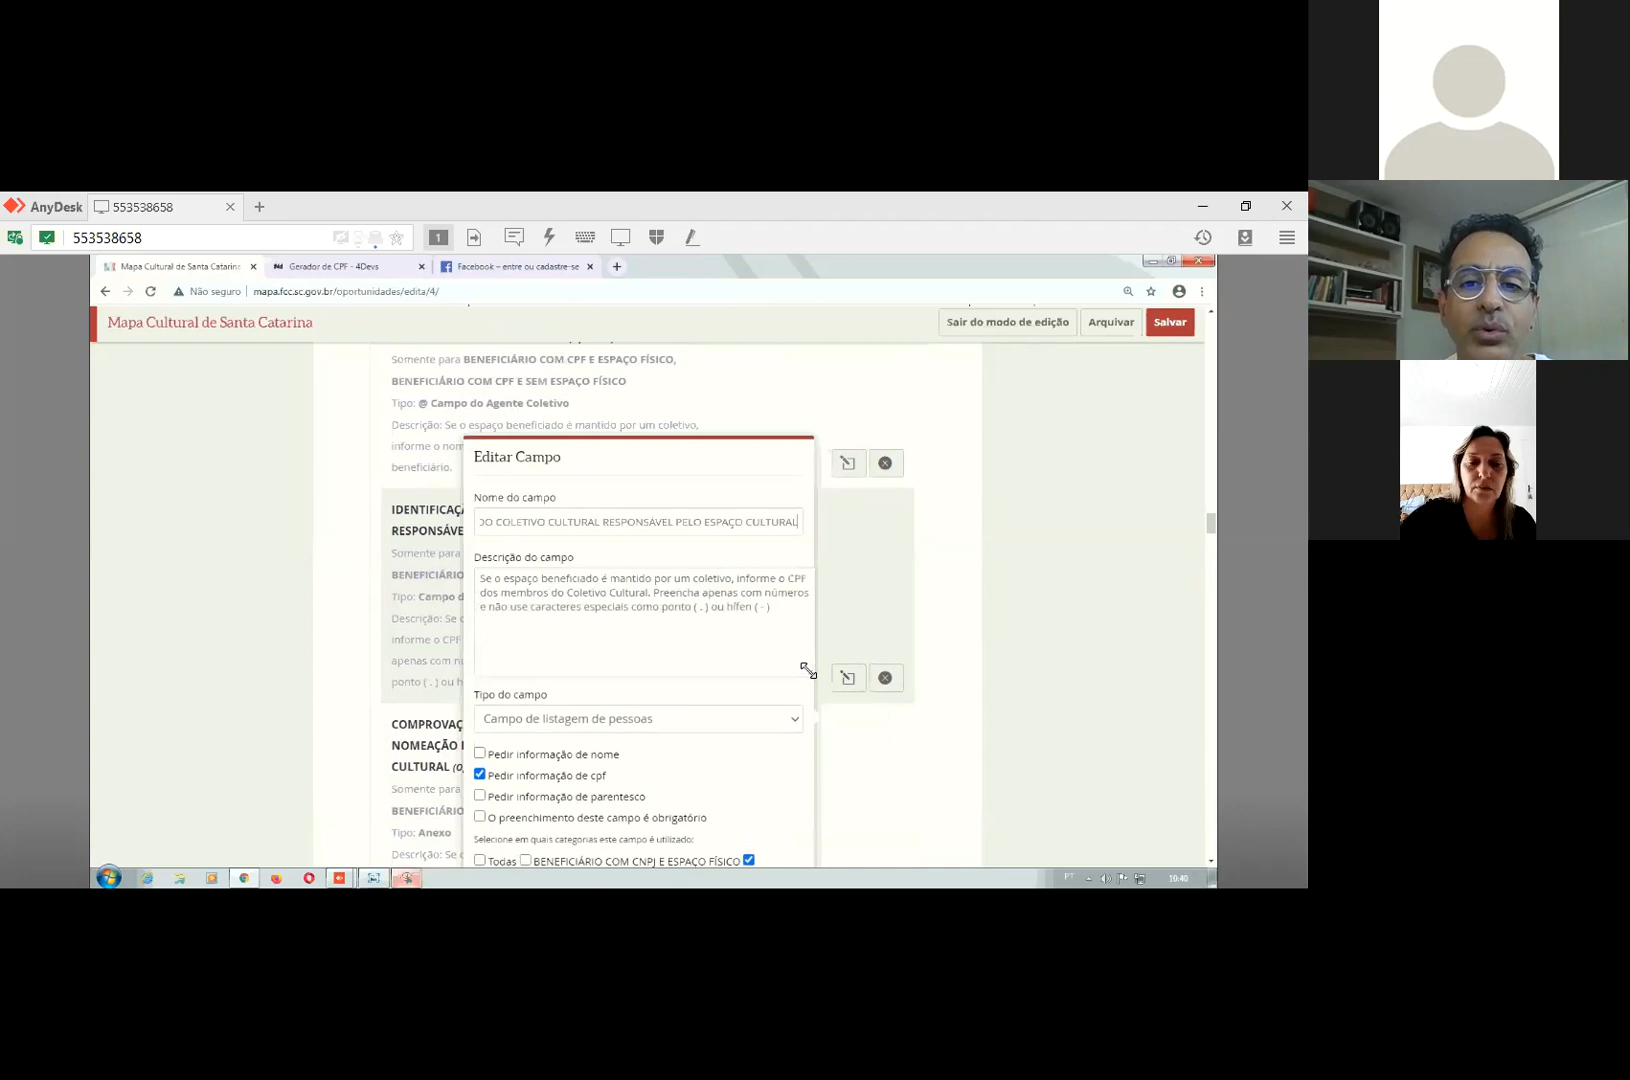 AnyDesk
553538658
553538658
1
Mapa Cultural de Santa Catarina
Gerador de CPF - 4Devs
Facebook – entre ou cadastre-se
Não seguro
mapa.fcc.sc.gov.br/oportunidades/edita/4/
Mapa Cultural de Santa Catarina
Sair do modo de edição
Arquivar
Salvar
Somente para BENEFICIÁRIO COM CPF E ESPAÇO FÍSICO,
BENEFICIÁRIO COM CPF E SEM ESPAÇO FÍSICO
Tipo: @ Campo do Agente Coletivo
Descrição: Se o espaço beneficiado é mantido por um coletivo,
informe o nom
beneficiário.
IDENTIFICAÇ
RESPONSÁVE
Somente para
BENEFICIÁRIO
Tipo: Campo d
Descrição: Se o
informe o CPF
apenas com nú
ponto ( . ) ou h
COMPROVAÇ
NOMEAÇÃO
CULTURAL (O
Somente para
BENEFICIÁRIO
Tipo: Anexo
Descrição: Se o
Editar Campo
Nome do campo
DO COLETIVO CULTURAL RESPONSÁVEL PELO ESPAÇO CULTURAL
Descrição do campo
Se o espaço beneficiado é mantido por um coletivo, informe o CPF
dos membros do Coletivo Cultural. Preencha apenas com números
e não use caracteres especiais como ponto ( . ) ou hífen ( - )
Tipo do campo
Campo de listagem de pessoas
Pedir informação de nome
Pedir informação de cpf
Pedir informação de parentesco
O preenchimento deste campo é obrigatório
Selecione em quais categorias este campo é utilizado:
Todas BENEFICIÁRIO COM CNPJ E ESPAÇO FÍSICO
PT
10:40